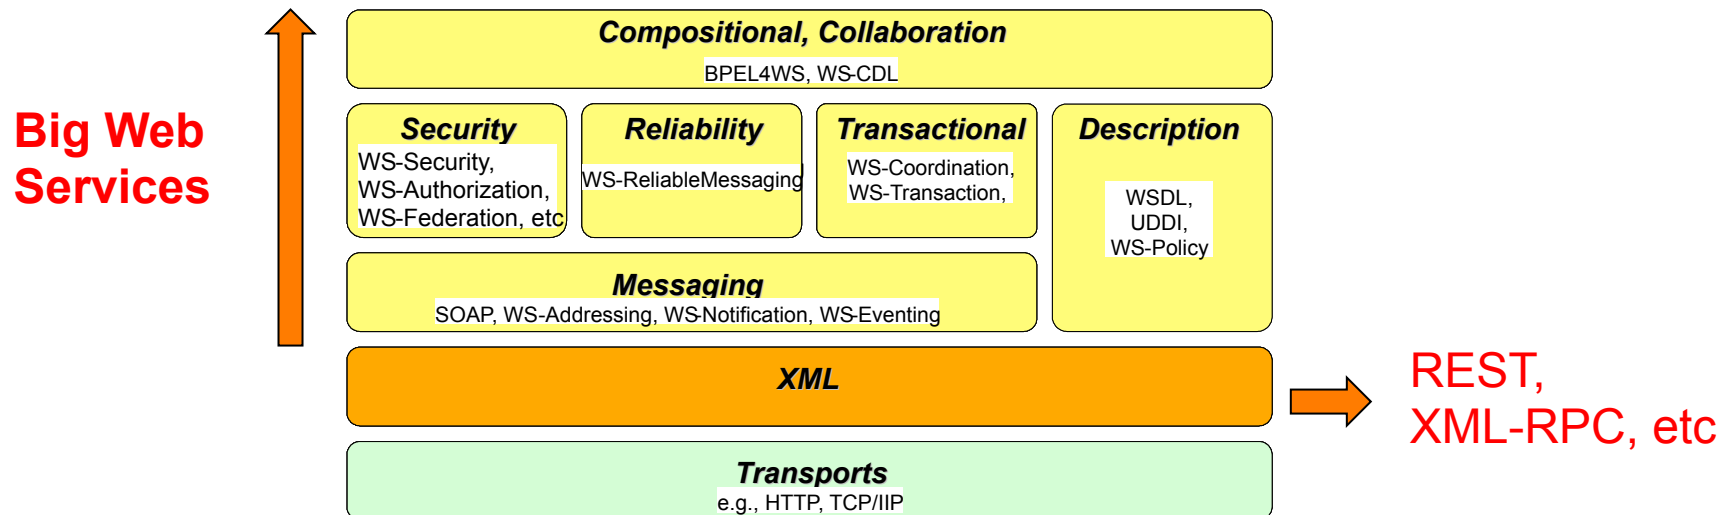 Big Web
Services
Compositional, Collaboration
BPEL4WS, WS-CDL
Security
WS-Security,
WS-Authorization,
WS-Federation, etc
Reliability
WS-ReliableMessaging
Transactional
WS-Coordination,
WS-Transaction,
Description
WSDL,
UDDI,
WS-Policy
Messaging
SOAP, WS-Addressing, WS-Notification, WS-Eventing
XML
REST,
XML-RPC, etc
Transports
e.g., HTTP, TCP/IIP